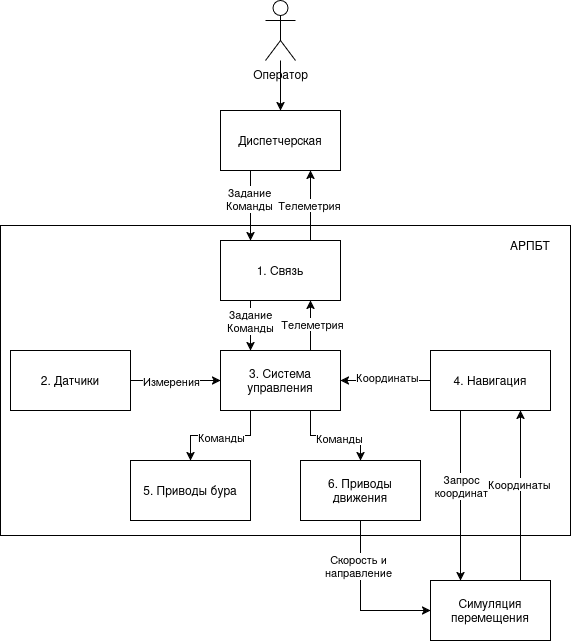 Оператор
Диспетчерская
Задание
Команды
Телеметрия
АРПБТ
1. Связь
Задание
Команды
Телеметрия
2. Датчики
Измерения
3. Система
управления
Координаты
4. Навигация
Команды
Команды
5. Приводы бура
6. Приводы
движения
Запрос
координат
Координаты
Скорость и
направление
Симуляция
перемещения